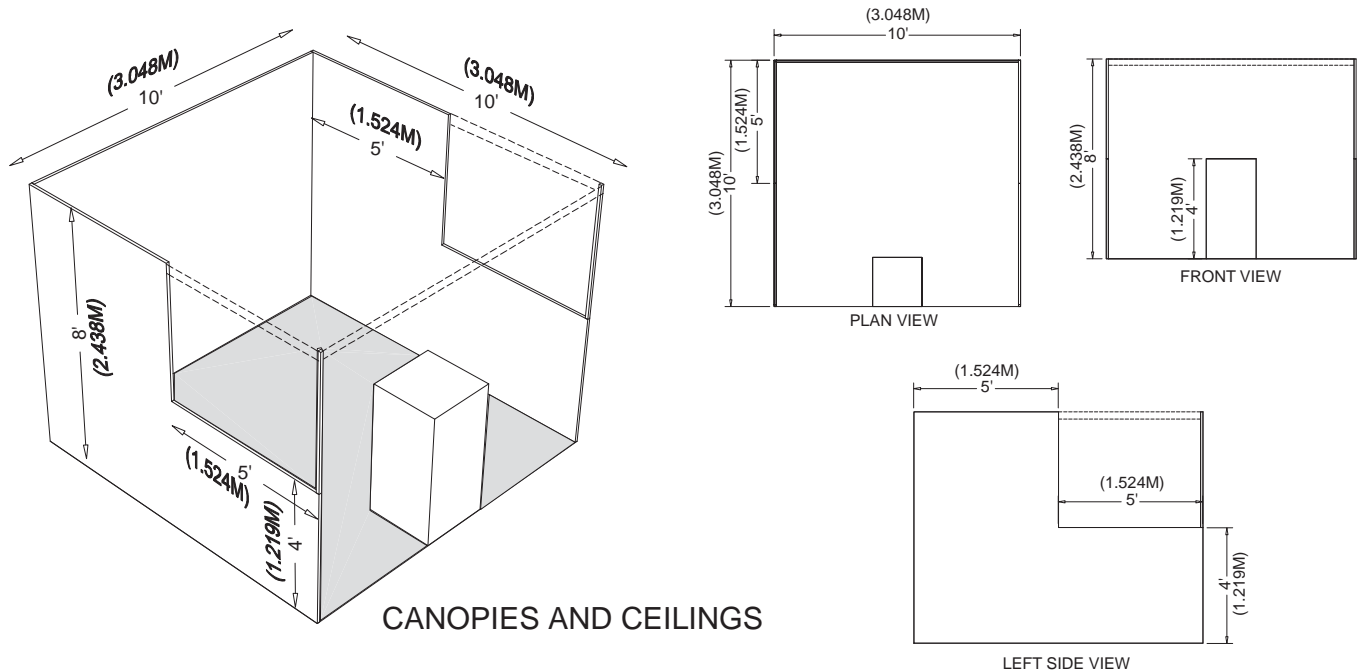 (3.048M)
10'
(3.048M)
10'
(1.524M)
5'
8'
(2.438M)
5'
(1.524M)
4'
(1.219M)
CANOPIES AND CEILINGS
(3.048M)
10'
(1.524M)
5'
(3.048M)
10'
PLAN VIEW
(2.438M)
8'
(1.219M)
4'
FRONT VIEW
(1.524M)
5'
(1.524M)
5'
4'
(1.219M)
LEFT SIDE VIEW